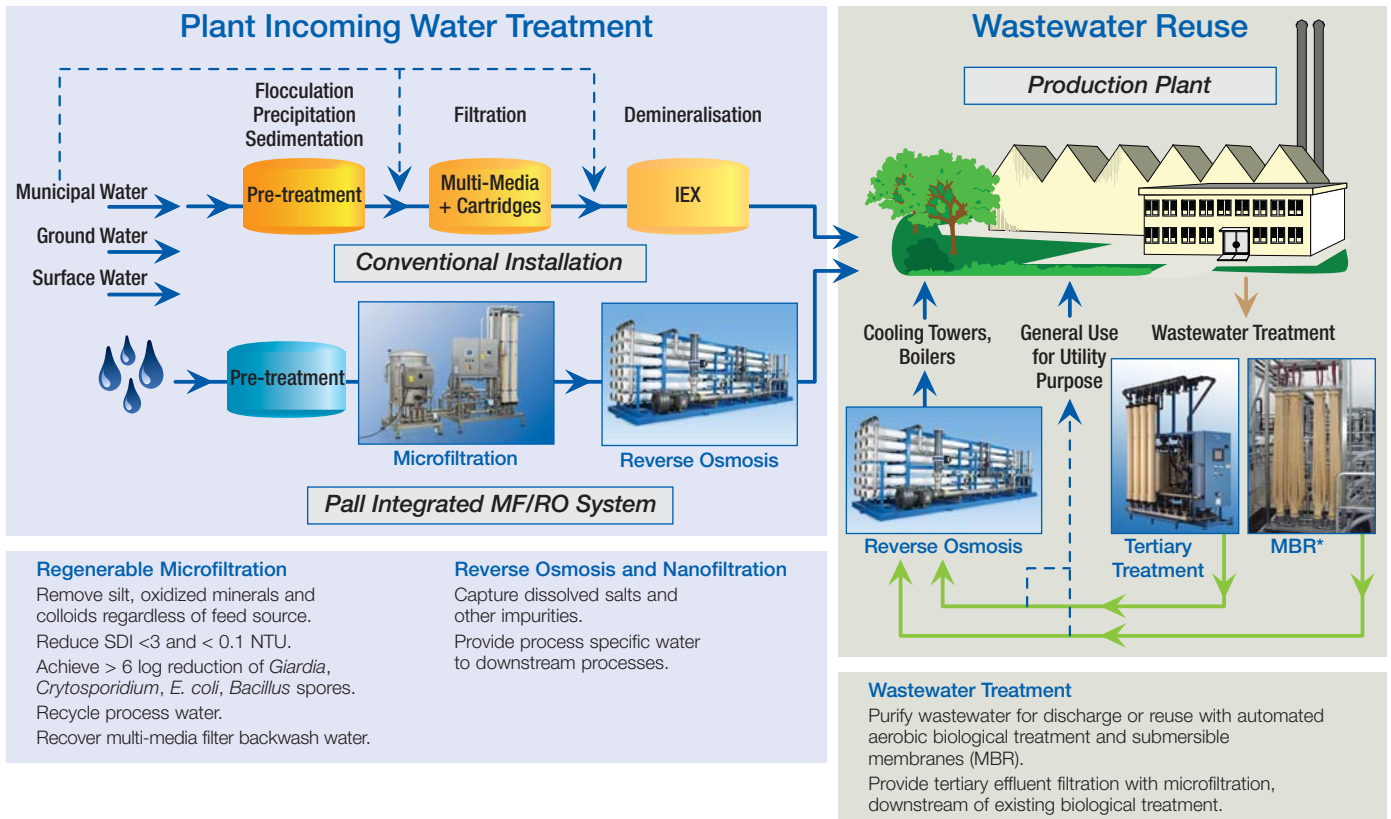 Plant Incoming Water Treatment
Flocculation
Precipitation
Sedimentation
Filtration
Demineralisation
Municipal Water
Pre-treatment
Multi-Media
+ Cartridges
IEX
Ground Water
Conventional Installation
Surface Water
Pre-treatment
Microfiltration
Reverse Osmosis
Pall Integrated MF/RO System
Regenerable Microfiltration
Remove silt, oxidized minerals and
colloids regardless of feed source.
Reduce SDI <3 and < 0.1 NTU.
Achieve > 6 log reduction of Giardia,
Crytosporidium, E. coli, Bacillus spores.
Recycle process water.
Recover multi-media filter backwash water.
Reverse Osmosis and Nanofiltration
Capture dissolved salts and
other impurities.
Provide process specific water
to downstream processes.
Wastewater Reuse
Production Plant
Cooling Towers,
Boilers
General Use
for Utility
Purpose
Wastewater Treatment
Reverse Osmosis
Tertiary
Treatment
MBR*
Wastewater Treatment
Purify wastewater for discharge or reuse with automated
aerobic biological treatment and submersible
membranes (MBR).
Provide tertiary effluent filtration with microfiltration,
downstream of existing biological treatment.